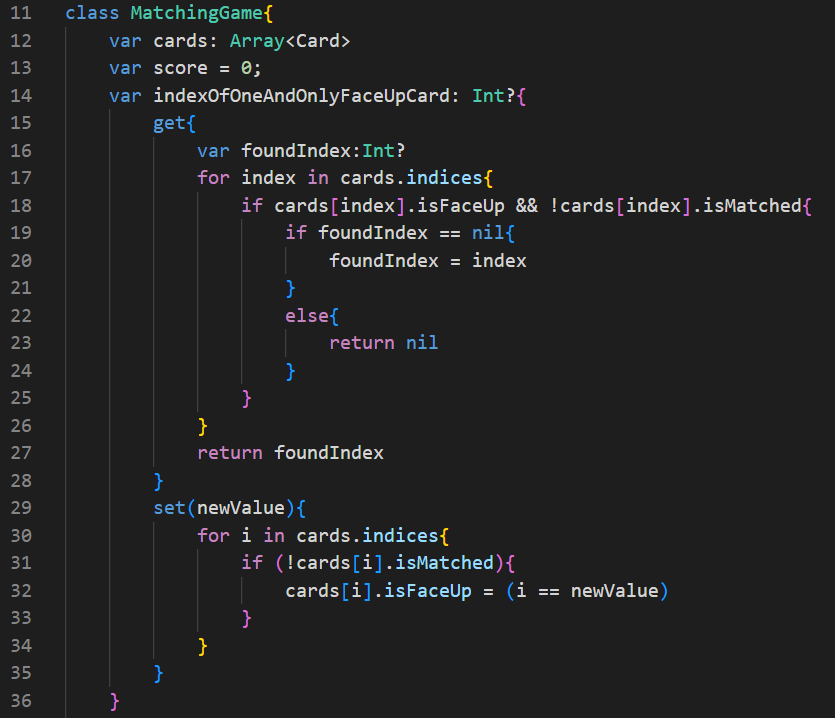 11 class MatchingGame{
12     var cards: Array<Card>
13     var score = 0;
14     var indexOfOneAndOnlyFaceUpCard: Int?{
15         get{
16             var foundIndex:Int?
17             for index in cards.indices{
18                 if cards[index].isFaceUp && !cards[index].isMatched{
19                     if foundIndex == nil{
20                         foundIndex = index
21                     }
22                     else{
23                         return nil
24                     }
25                 }
26             }
27             return foundIndex
28         }
29         set(newValue){
30             for i in cards.indices{
31                 if (!cards[i].isMatched){
32                     cards[i].isFaceUp = (i == newValue)
33                 }
34             }
35         }
36     }